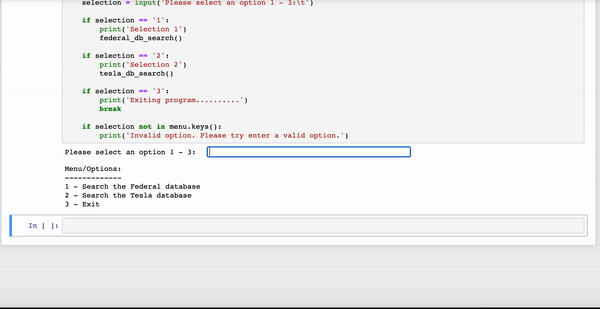 selection = input('Please select an option 1 - 3:\t')
if selection == '1':
print('Selection 1')
federal_db_search()
if selection == '2':
print('Selection 2')
tesla_db_search()
if selection == '3':
print('Exiting program..........')
break
if selection not in menu.keys():
print('Invalid option. Please try enter a valid option.')
Please select an option 1 - 3:
Menu/Options:
-------------
1 - Search the Federal database
2 - Search the Tesla database
3 - Exit
In [ ]: